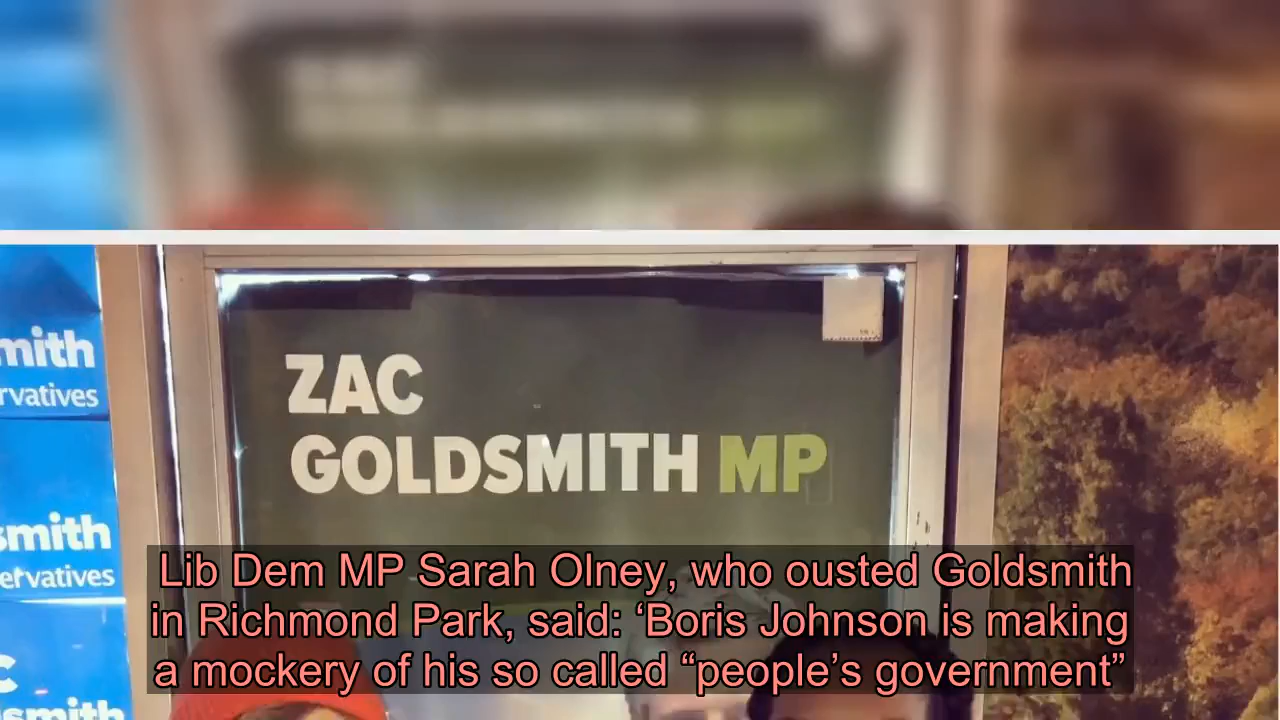 mith
rvatives
ZAC
GOLDSMITH MP
smith
ervatives
Lib Dem MP Sarah Olney, who ousted Goldsmith
in Richmond Park, said: ‘Boris Johnson is making
a mockery of his so called “people’s government”
C
smith